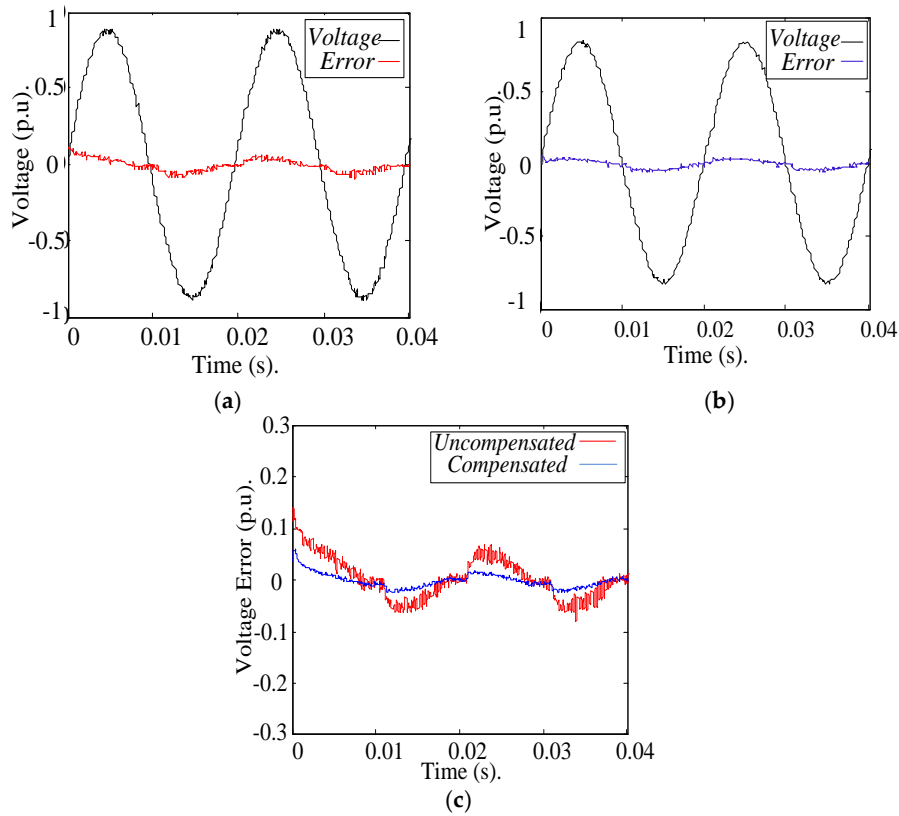 1
0.5
0
-0.5
-1
Voltage (p.u).
Voltage
Error
0 0.01 0.02 0.03 0.04
Time (s).
(a)
1
0.5
0
-0.5
-1
Voltage (p.u).
Voltage
Error
0 0.01 0.02 0.03 0.04
Time (s).
(b)
0.3
0.2
0.1
0
-0.1
-0.2
-0.3
Voltage Error (p.u).
Uncompensated
Compensated
0 0.01 0.02 0.03 0.04
Time (s).
(c)